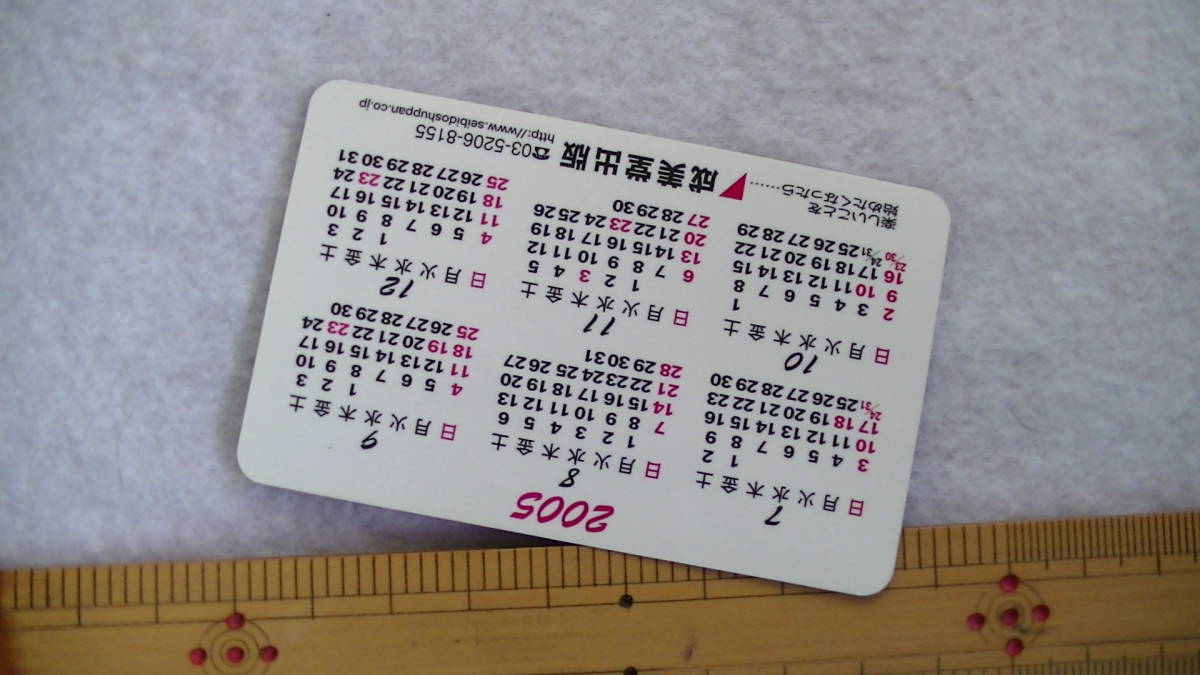 2005
7
日 月 火 水 木 金 土
1 2
3 4 5 6 7 8 9
10 11 12 13 14 15 16
17 18 19 20 21 22 23
24/31 25 26 27 28 29 30
8
日 月 火 水 木 金 土
1 2 3 4 5 6
7 8 9 10 11 12 13
14 15 16 17 18 19 20
21 22 23 24 25 26 27
28 29 30 31
9
日 月 火 水 木 金 土
1 2 3
4 5 6 7 8 9 10
11 12 13 14 15 16 17
18 19 20 21 22 23 24
25 26 27 28 29 30
10
日 月 火 水 木 金 土
1
2 3 4 5 6 7 8
9 10 11 12 13 14 15
16 17 18 19 20 21 22
23/30 24/31 25 26 27 28 29
11
日 月 火 水 木 金 土
1 2 3 4 5
6 7 8 9 10 11 12
13 14 15 16 17 18 19
20 21 22 23 24 25 26
27 28 29 30
12
日 月 火 水 木 金 土
1 2 3
4 5 6 7 8 9 10
11 12 13 14 15 16 17
18 19 20 21 22 23 24
25 26 27 28 29 30 31
楽しいことを
始めたくなったら………
成美堂出版 ☎03-5206-8155
http://www.seibidoshuppan.co.jp